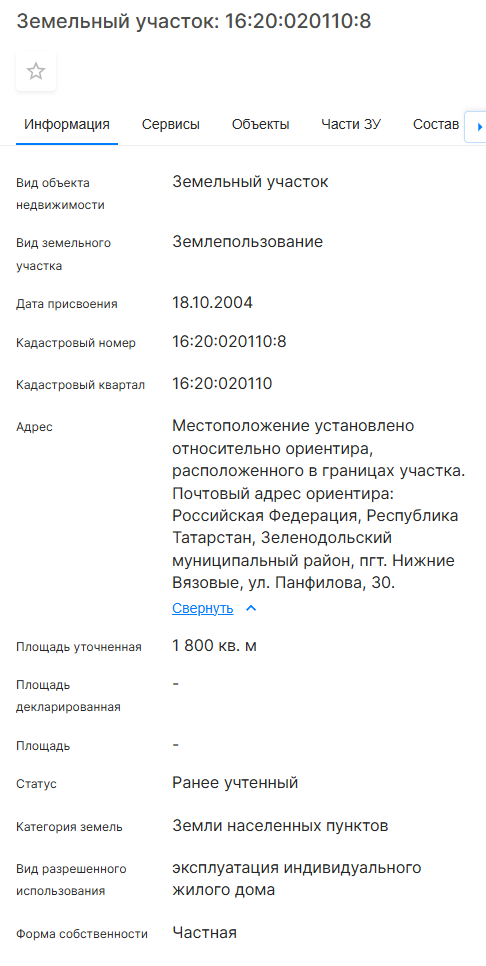 Земельный участок: 16:20:020110:8
Информация Сервисы Объекты Части ЗУ Состав
Вид объекта
недвижимости
Земельный участок
Вид земельного
участка
Землепользование
Дата присвоения
18.10.2004
Кадастровый номер
16:20:020110:8
Кадастровый квартал
16:20:020110
Адрес
Местоположение установлено
относительно ориентира,
расположенного в границах участка.
Почтовый адрес ориентира:
Российская Федерация, Республика
Татарстан, Зеленодольский
муниципальный район, пгт. Нижние
Вязовые, ул. Панфилова, 30.
Свернуть
Площадь уточненная
1 800 кв. м
Площадь
декларированная
-
Площадь
-
Статус
Ранее учтенный
Категория земель
Земли населенных пунктов
Вид разрешенного
использования
эксплуатация индивидуального
жилого дома
Форма собственности
Частная